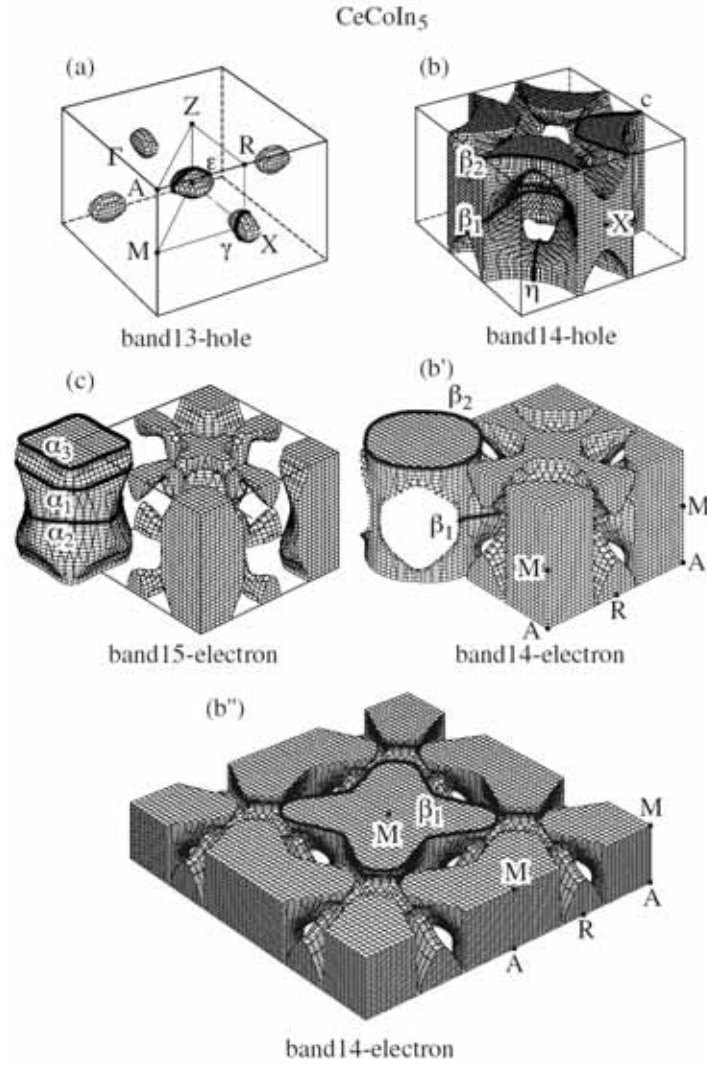 CeCoIn5
(a)
(b)
Z
c
Γ
ε
R
A
β2
β1
X
M
γ
X
η
band13-hole
band14-hole
(c)
(b')
β2
α3
α1
β1
M
α2
M
A
R
A
band15-electron
band14-electron
(b")
M
β1
M
M
A
R
A
band14-electron